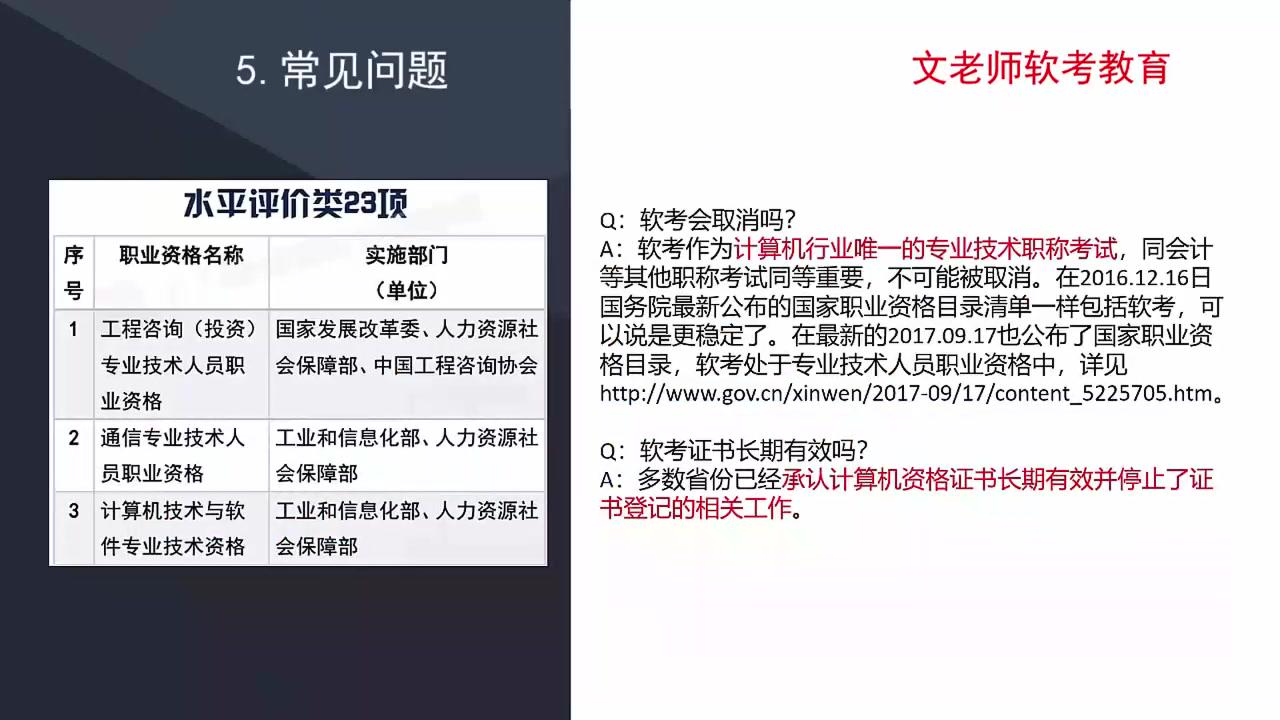 5. 常见问题
水平评价类23项
序号 职业资格名称 实施部门（单位）
1 工程咨询（投资）专业技术人员职业资格 国家发展改革委、人力资源社会保障部、中国工程咨询协会
2 通信专业技术人员职业资格 工业和信息化部、人力资源社会保障部
3 计算机技术与软件专业技术资格 工业和信息化部、人力资源社会保障部
文老师软考教育
Q：软考会取消吗？
A：软考作为计算机行业唯一的专业技术职称考试，同会计
等其他职称考试同等重要，不可能被取消。在2016.12.16日
国务院最新公布的国家职业资格目录清单一样包括软考，可
以说是更稳定了。在最新的2017.09.17也公布了国家职业资
格目录，软考处于专业技术人员职业资格中，详见
http://www.gov.cn/xinwen/2017-09/17/content_5225705.htm。
Q：软考证书长期有效吗？
A：多数省份已经承认计算机资格证书长期有效并停止了证
书登记的相关工作。